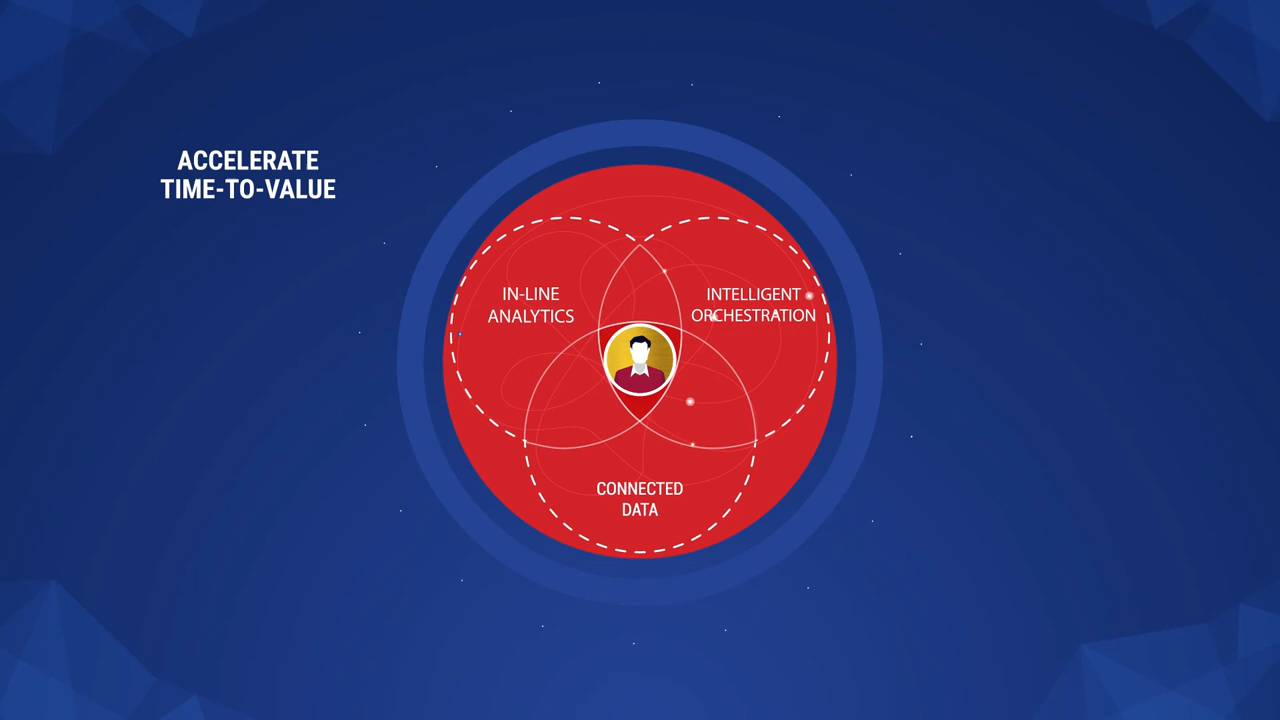 ACCELERATE
TIME-TO-VALUE
IN-LINE
ANALYTICS
INTELLIGENT
ORCHESTRATION
CONNECTED
DATA